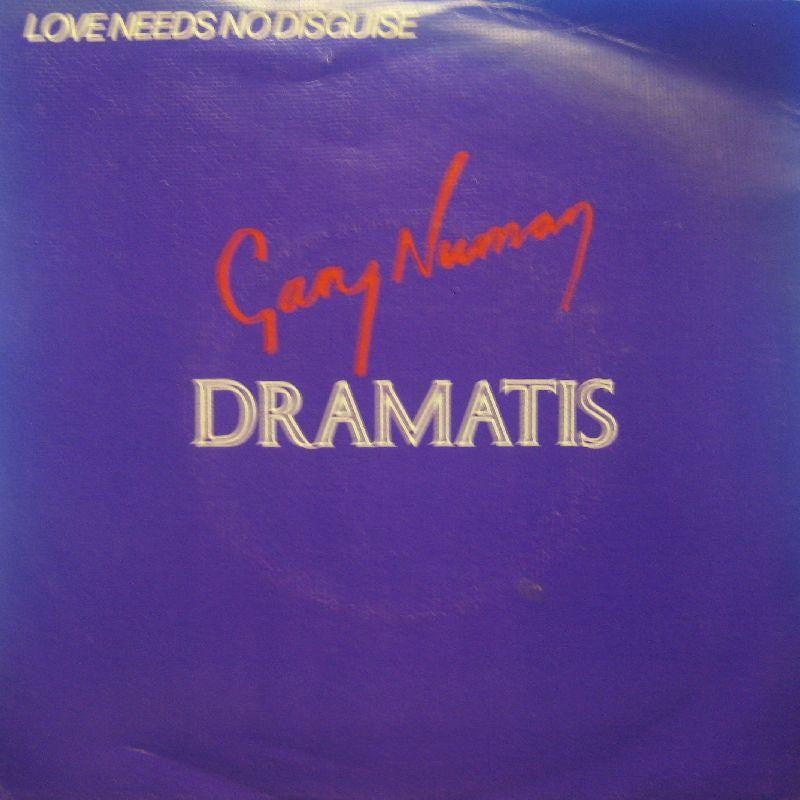 LOVE NEEDS NO DISGUISE
Gary Numan
DRAMATIS